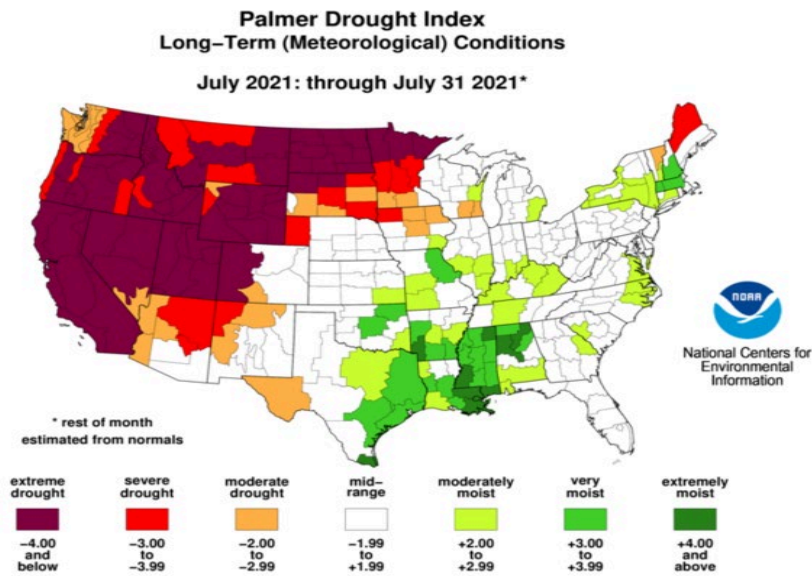 Palmer Drought Index
Long-Term (Meteorological) Conditions
July 2021: through July 31 2021*
NOAA
National Centers for
Environmental
Information
* rest of month
estimated from normals
extreme
drought
severe
drought
moderate
drought
mid-
range
moderately
moist
very
moist
extremely
moist
-4.00
and
below
-3.00
to
-3.99
-2.00
to
-2.99
-1.99
to
+1.99
+2.00
to
+2.99
+3.00
to
+3.99
+4.00
and
above